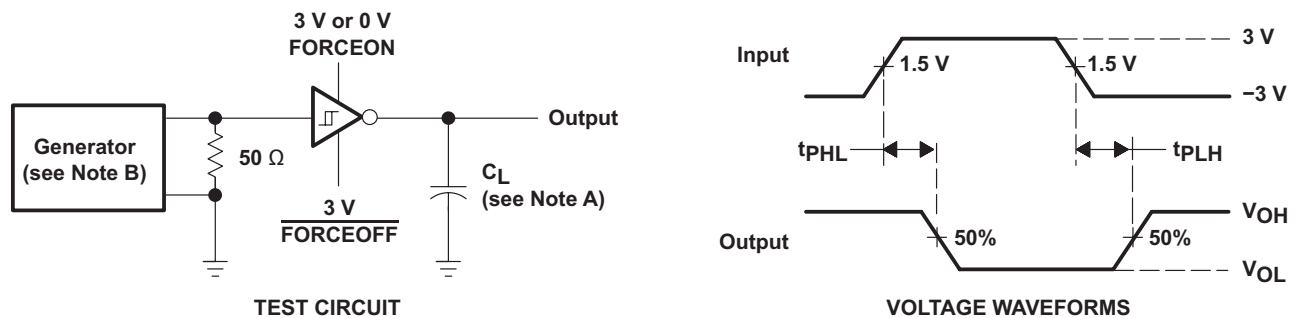 3 V or 0 V
FORCEON
Generator
(see Note B)
50 Ω
Output
CL
(see Note A)
3 V
FORCEOFF
TEST CIRCUIT
Input
1.5 V
1.5 V
3 V
−3 V
tPHL
tPLH
Output
50%
50%
VOH
VOL
VOLTAGE WAVEFORMS